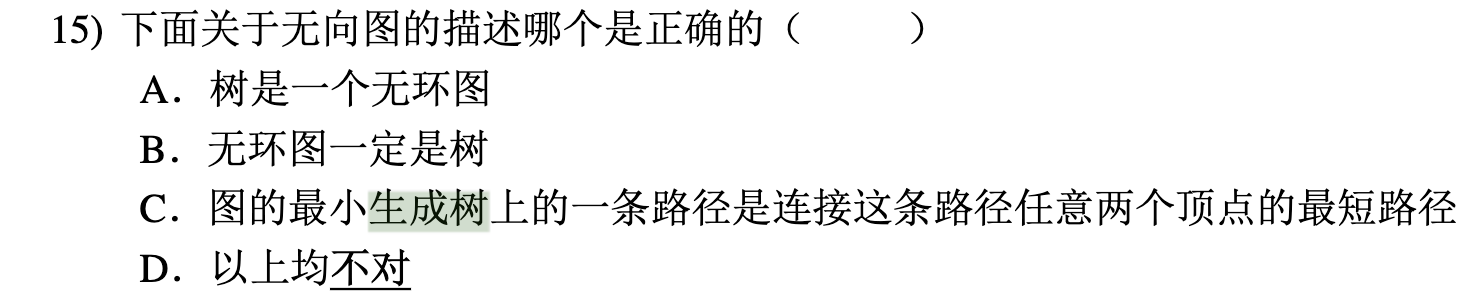 15) 下面关于无向图的描述哪个是正确的（　　）
A．树是一个无环图
B．无环图一定是树
C．图的最小生成树上的一条路径是连接这条路径任意两个顶点的最短路径
D．以上均不对